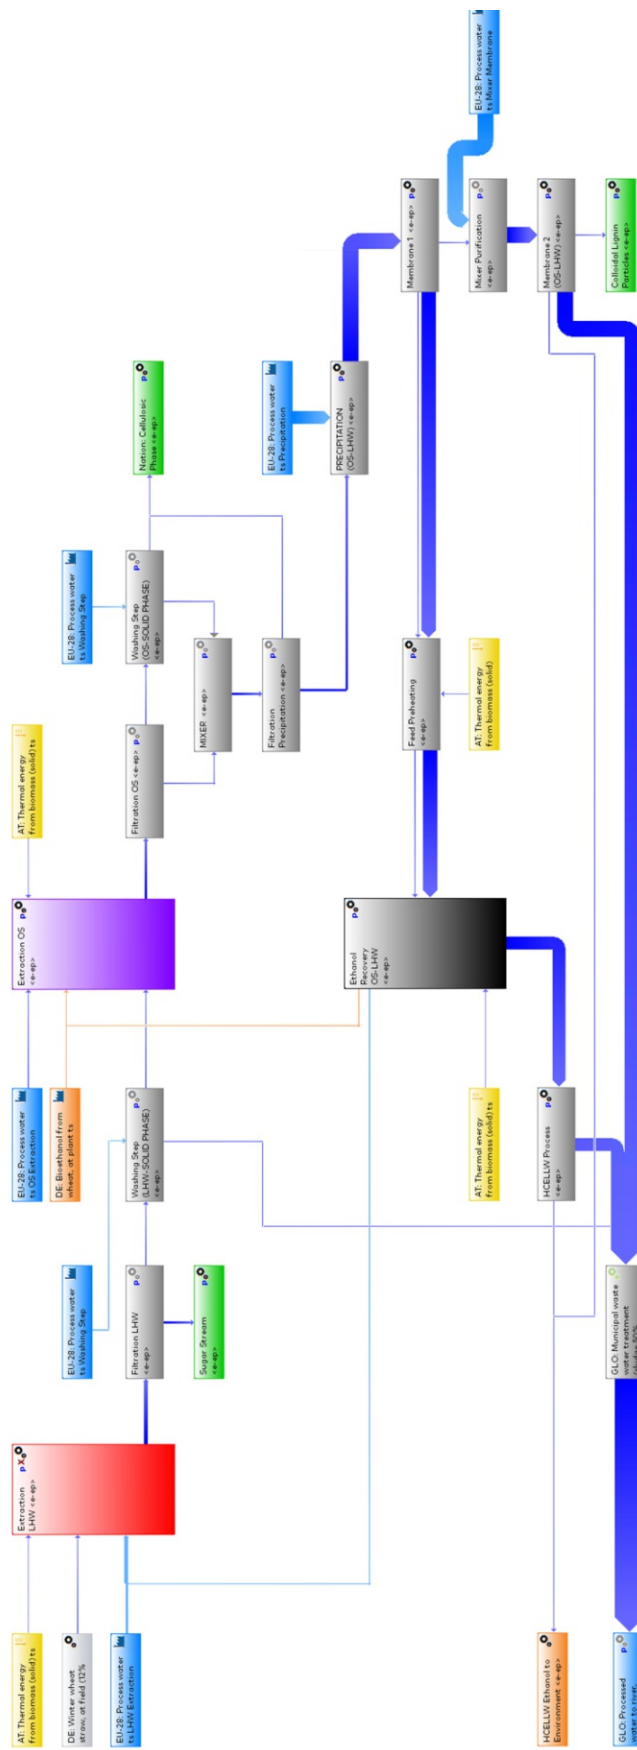 AT: Thermal energy
from biomass (solid) ts
DE: Winter wheat
straw, at field (12%
EU-28: Process water
ts LHW Extraction
Extraction
LHW <e-ep>
EU-28: Process water
ts Washing Step
Filtration LHW
<e-ep>
Sugar Stream
<e-ep>
EU-28: Process water
ts OS Extraction
DE: Bioethanol from
wheat, at plant ts
Washing Step
(LHW-SOLID PHASE)
<e-ep>
Extraction OS
<e-ep>
AT: Thermal energy
from biomass (solid) ts
Filtration OS <e-ep>
EU-28: Process water
ts Washing Step
Washing Step
(OS-SOLID PHASE)
<e-ep>
MIXER <e-ep>
Filtration
Precipitation <e-ep>
Nation: Cellulosic
Phase <e-ep>
EU-28: Process water
ts Precipitation
PRECIPITATION
(OS-LHW) <e-ep>
Membrane 1 <e-ep>
EU-28: Process water
ts Mixer Membrane
Mixer Purification
<e-ep>
Membrane 2
(OS-LHW) <e-ep>
Colloidal Lignin
Particles <e-ep>
Feed Preheating
<e-ep>
AT: Thermal energy
from biomass (solid) ts
Ethanol
Recovery
OS-LHW
<e-ep>
AT: Thermal energy
from biomass (solid) ts
HCELLW Process
<e-ep>
HCELLW Ethanol to
Environment <e-ep>
GLO: Municipal waste
water treatment
GLO: Processed
water to river,